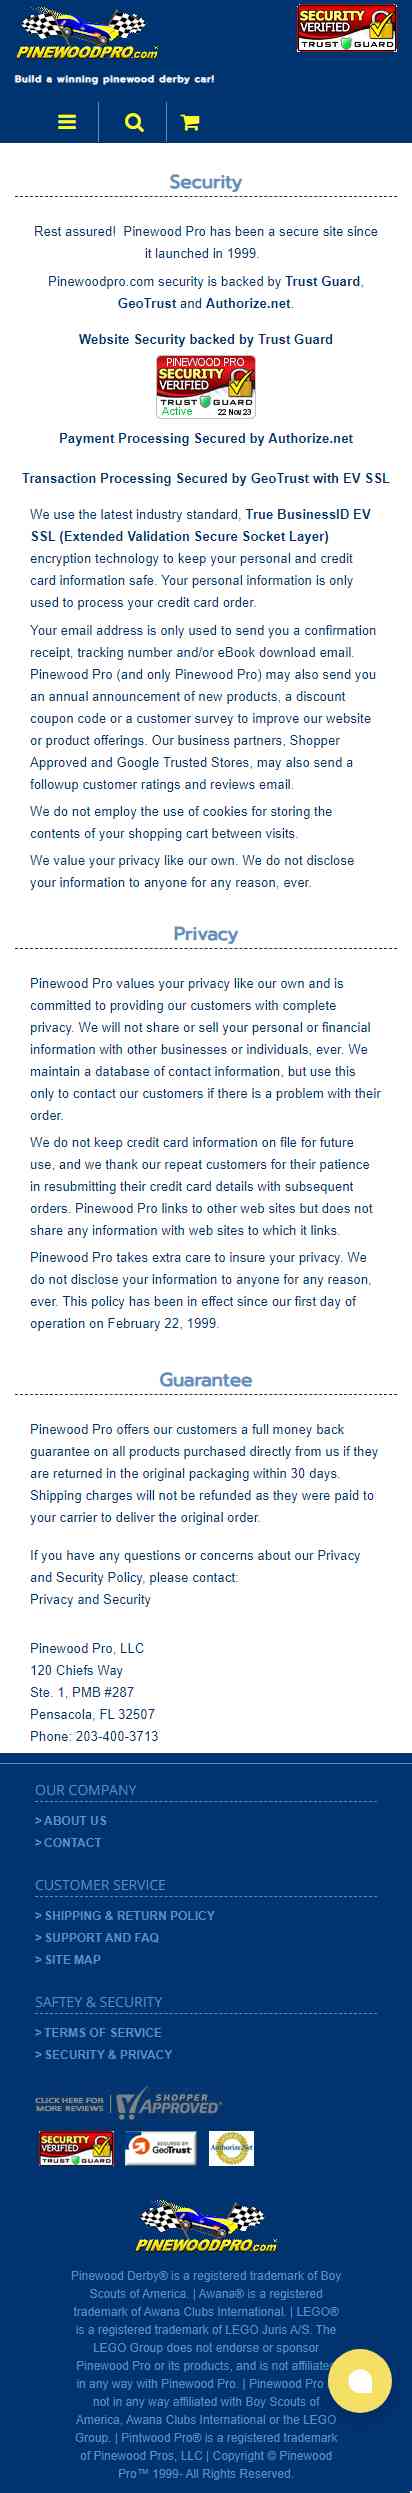 PINEWOODPRO.com
SECURITY
VERIFIED
TRUST GUARD
Build a winning pinewood derby car!
Security
Rest assured!  Pinewood Pro has been a secure site since
it launched in 1999.
Pinewoodpro.com security is backed by Trust Guard,
GeoTrust and Authorize.net.
Website Security backed by Trust Guard
PINEWOOD PRO
SECURITY
VERIFIED
TRUST GUARD
Active 22 Nov 23
Payment Processing Secured by Authorize.net
Transaction Processing Secured by GeoTrust with EV SSL
We use the latest industry standard, True BusinessID EV
SSL (Extended Validation Secure Socket Layer)
encryption technology to keep your personal and credit
card information safe. Your personal information is only
used to process your credit card order.
Your email address is only used to send you a confirmation
receipt, tracking number and/or eBook download email.
Pinewood Pro (and only Pinewood Pro) may also send you
an annual announcement of new products, a discount
coupon code or a customer survey to improve our website
or product offerings. Our business partners, Shopper
Approved and Google Trusted Stores, may also send a
followup customer ratings and reviews email.
We do not employ the use of cookies for storing the
contents of your shopping cart between visits.
We value your privacy like our own. We do not disclose
your information to anyone for any reason, ever.
Privacy
Pinewood Pro values your privacy like our own and is
committed to providing our customers with complete
privacy. We will not share or sell your personal or financial
information with other businesses or individuals, ever. We
maintain a database of contact information, but use this
only to contact our customers if there is a problem with their
order.
We do not keep credit card information on file for future
use, and we thank our repeat customers for their patience
in resubmitting their credit card details with subsequent
orders. Pinewood Pro links to other web sites but does not
share any information with web sites to which it links.
Pinewood Pro takes extra care to insure your privacy. We
do not disclose your information to anyone for any reason,
ever. This policy has been in effect since our first day of
operation on February 22, 1999.
Guarantee
Pinewood Pro offers our customers a full money back
guarantee on all products purchased directly from us if they
are returned in the original packaging within 30 days.
Shipping charges will not be refunded as they were paid to
your carrier to deliver the original order.
If you have any questions or concerns about our Privacy
and Security Policy, please contact:
Privacy and Security
Pinewood Pro, LLC
120 Chiefs Way
Ste. 1, PMB #287
Pensacola, FL 32507
Phone: 203-400-3713
OUR COMPANY
> ABOUT US
> CONTACT
CUSTOMER SERVICE
> SHIPPING & RETURN POLICY
> SUPPORT AND FAQ
> SITE MAP
SAFTEY & SECURITY
> TERMS OF SERVICE
> SECURITY & PRIVACY
CLICK HERE FOR
MORE REVIEWS
SHOPPER
APPROVED
SECURITY
VERIFIED
TRUST GUARD
SECURED BY
GeoTrust
Authorize.Net
PINEWOODPRO.com
Pinewood Derby® is a registered trademark of Boy
Scouts of America. | Awana® is a registered
trademark of Awana Clubs International. | LEGO®
is a registered trademark of LEGO Juris A/S. The
LEGO Group does not endorse or sponsor
Pinewood Pro or its products, and is not affiliate
in any way with Pinewood Pro. | Pinewood Pro
not in any way affiliated with Boy Scouts of
America, Awana Clubs International or the LEGO
Group. | Pintwood Pro® is a registered trademark
of Pinewood Pros, LLC | Copyright © Pinewood
Pro™ 1999- All Rights Reserved.